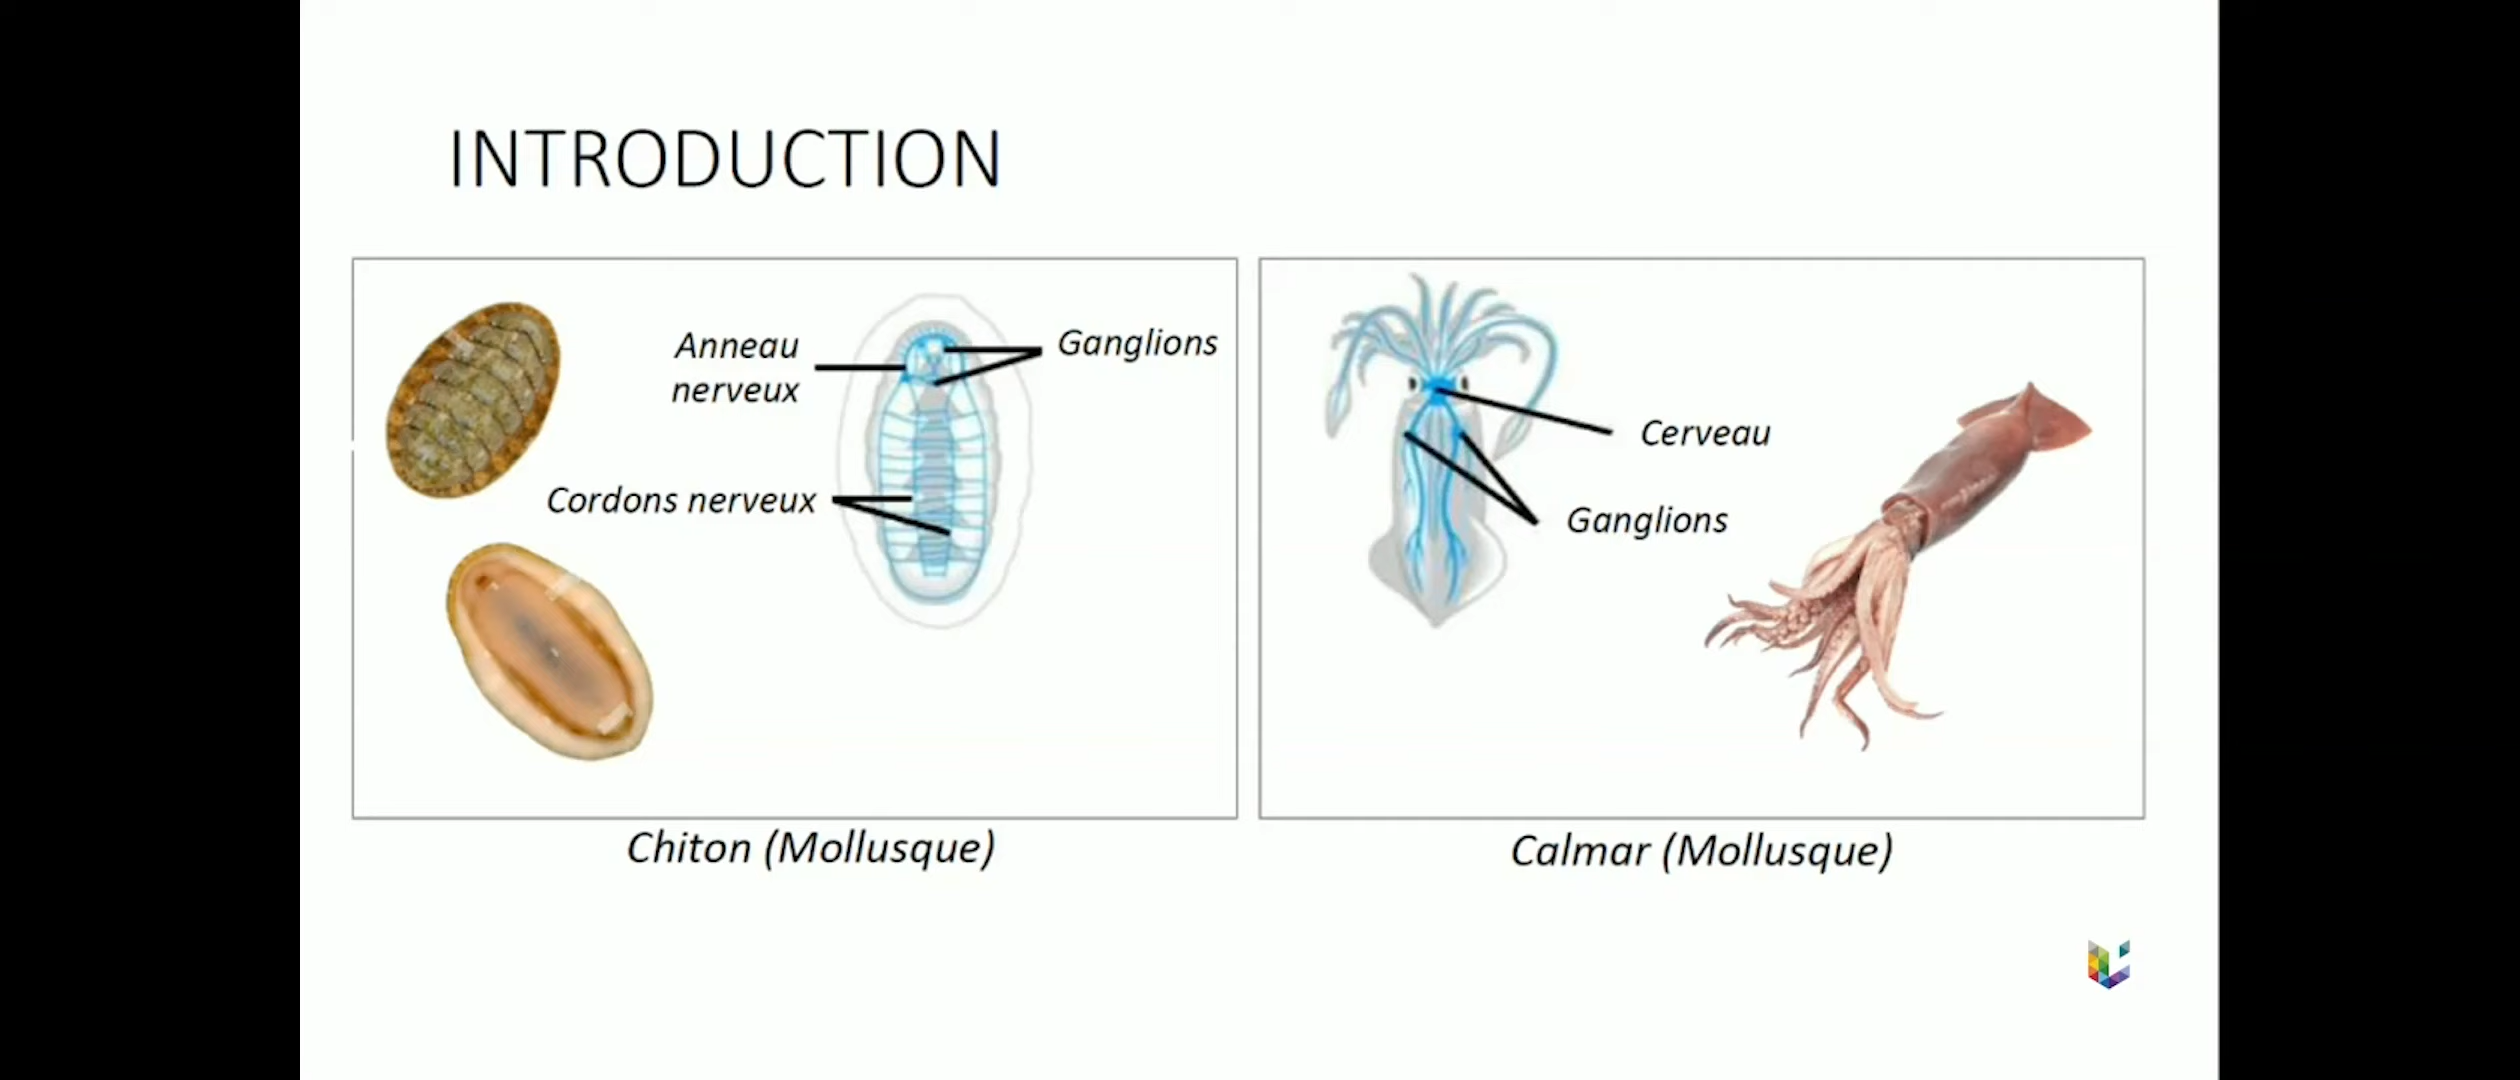 INTRODUCTION
Anneau
nerveux
Ganglions
Cordons nerveux
Chiton (Mollusque)
Cerveau
Ganglions
Calmar (Mollusque)